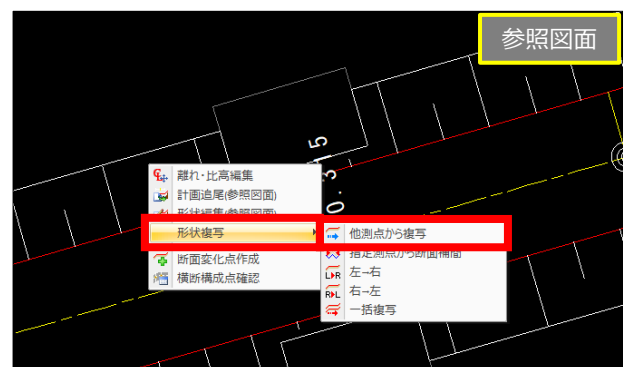 参照図面
0.315
離れ・比高編集
計画追尾(参照図面)
形状編集(参照図面)
形状複写
断面変化点作成
横断構成点確認
他測点から複写
指定測点から断面補間
左→右
右→左
一括複写